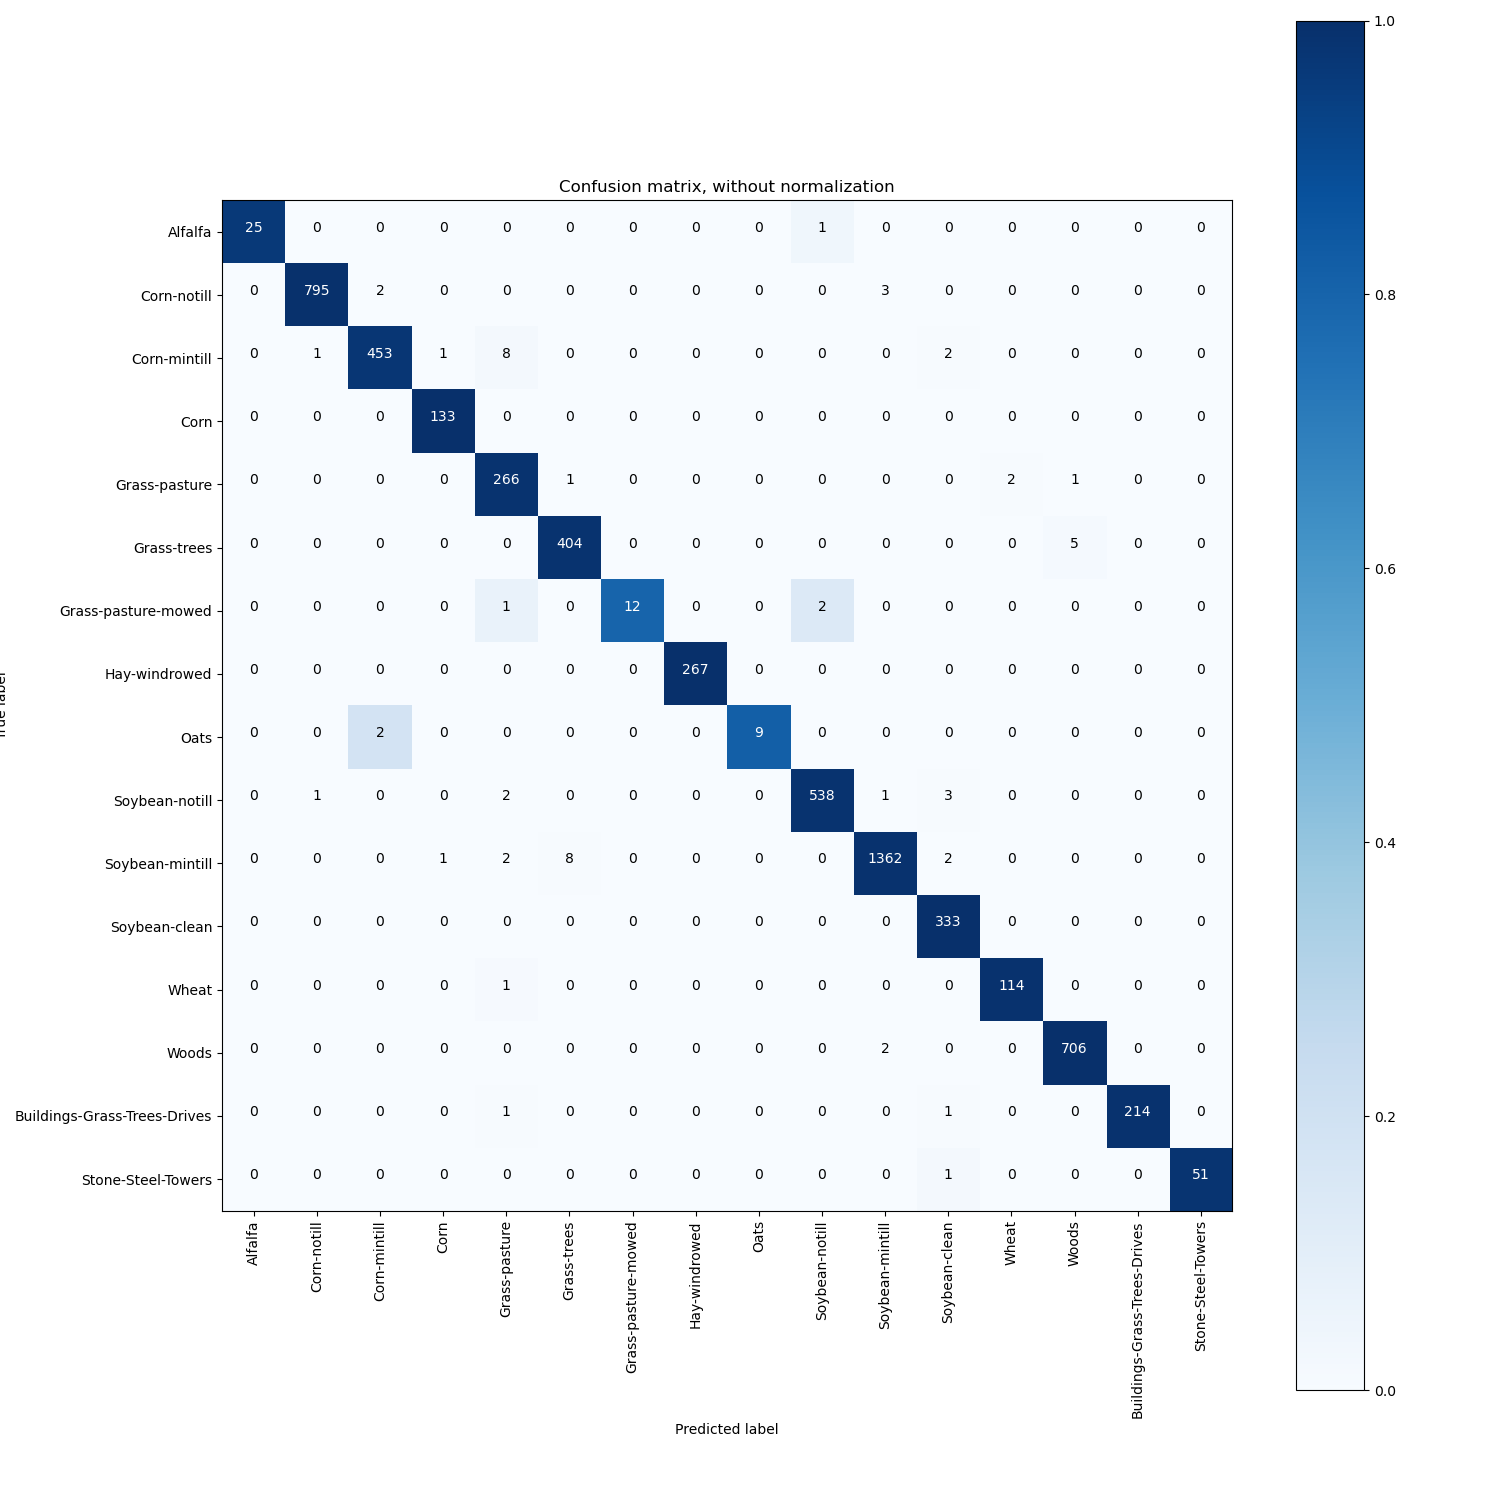 Confusion matrix, without normalization
1.0
0.8
0.6
0.4
0.2
0.0
Alfalfa 25 0 0 0 0 0 0 0 0 1 0 0 0 0 0 0
Corn-notill 0 795 2 0 0 0 0 0 0 0 3 0 0 0 0 0
Corn-mintill 0 1 453 1 8 0 0 0 0 0 0 2 0 0 0 0
Corn 0 0 0 133 0 0 0 0 0 0 0 0 0 0 0 0
Grass-pasture 0 0 0 0 266 1 0 0 0 0 0 0 2 1 0 0
Grass-trees 0 0 0 0 0 404 0 0 0 0 0 0 0 5 0 0
Grass-pasture-mowed 0 0 0 0 1 0 12 0 0 2 0 0 0 0 0 0
Hay-windrowed 0 0 0 0 0 0 0 267 0 0 0 0 0 0 0 0
Oats 0 0 2 0 0 0 0 0 9 0 0 0 0 0 0 0
Soybean-notill 0 1 0 0 2 0 0 0 0 538 1 3 0 0 0 0
Soybean-mintill 0 0 0 1 2 8 0 0 0 0 1362 2 0 0 0 0
Soybean-clean 0 0 0 0 0 0 0 0 0 0 0 333 0 0 0 0
Wheat 0 0 0 0 1 0 0 0 0 0 0 0 114 0 0 0
Woods 0 0 0 0 0 0 0 0 0 0 2 0 0 706 0 0
Buildings-Grass-Trees-Drives 0 0 0 0 1 0 0 0 0 0 0 1 0 0 214 0
Stone-Steel-Towers 0 0 0 0 0 0 0 0 0 0 0 1 0 0 0 51
Alfalfa
Corn-notill
Corn-mintill
Corn
Grass-pasture
Grass-trees
Grass-pasture-mowed
Hay-windrowed
Oats
Soybean-notill
Soybean-mintill
Soybean-clean
Wheat
Woods
Buildings-Grass-Trees-Drives
Stone-Steel-Towers
Predicted label